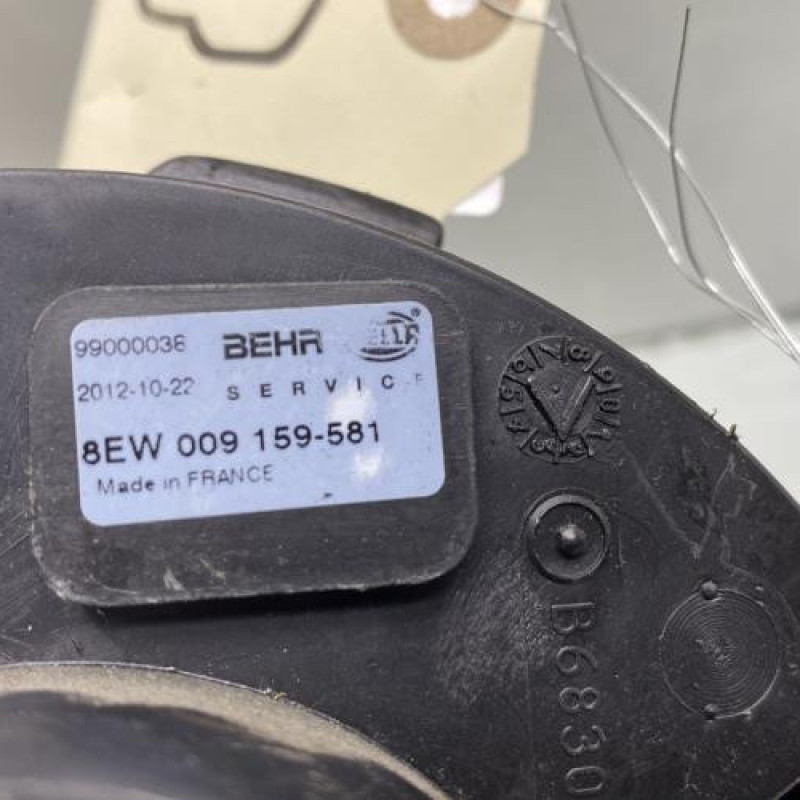 99000036 BEHR HELLA®
2012-10-22 SERVICE
8EW 009 159-581
Made in FRANCE
B6830